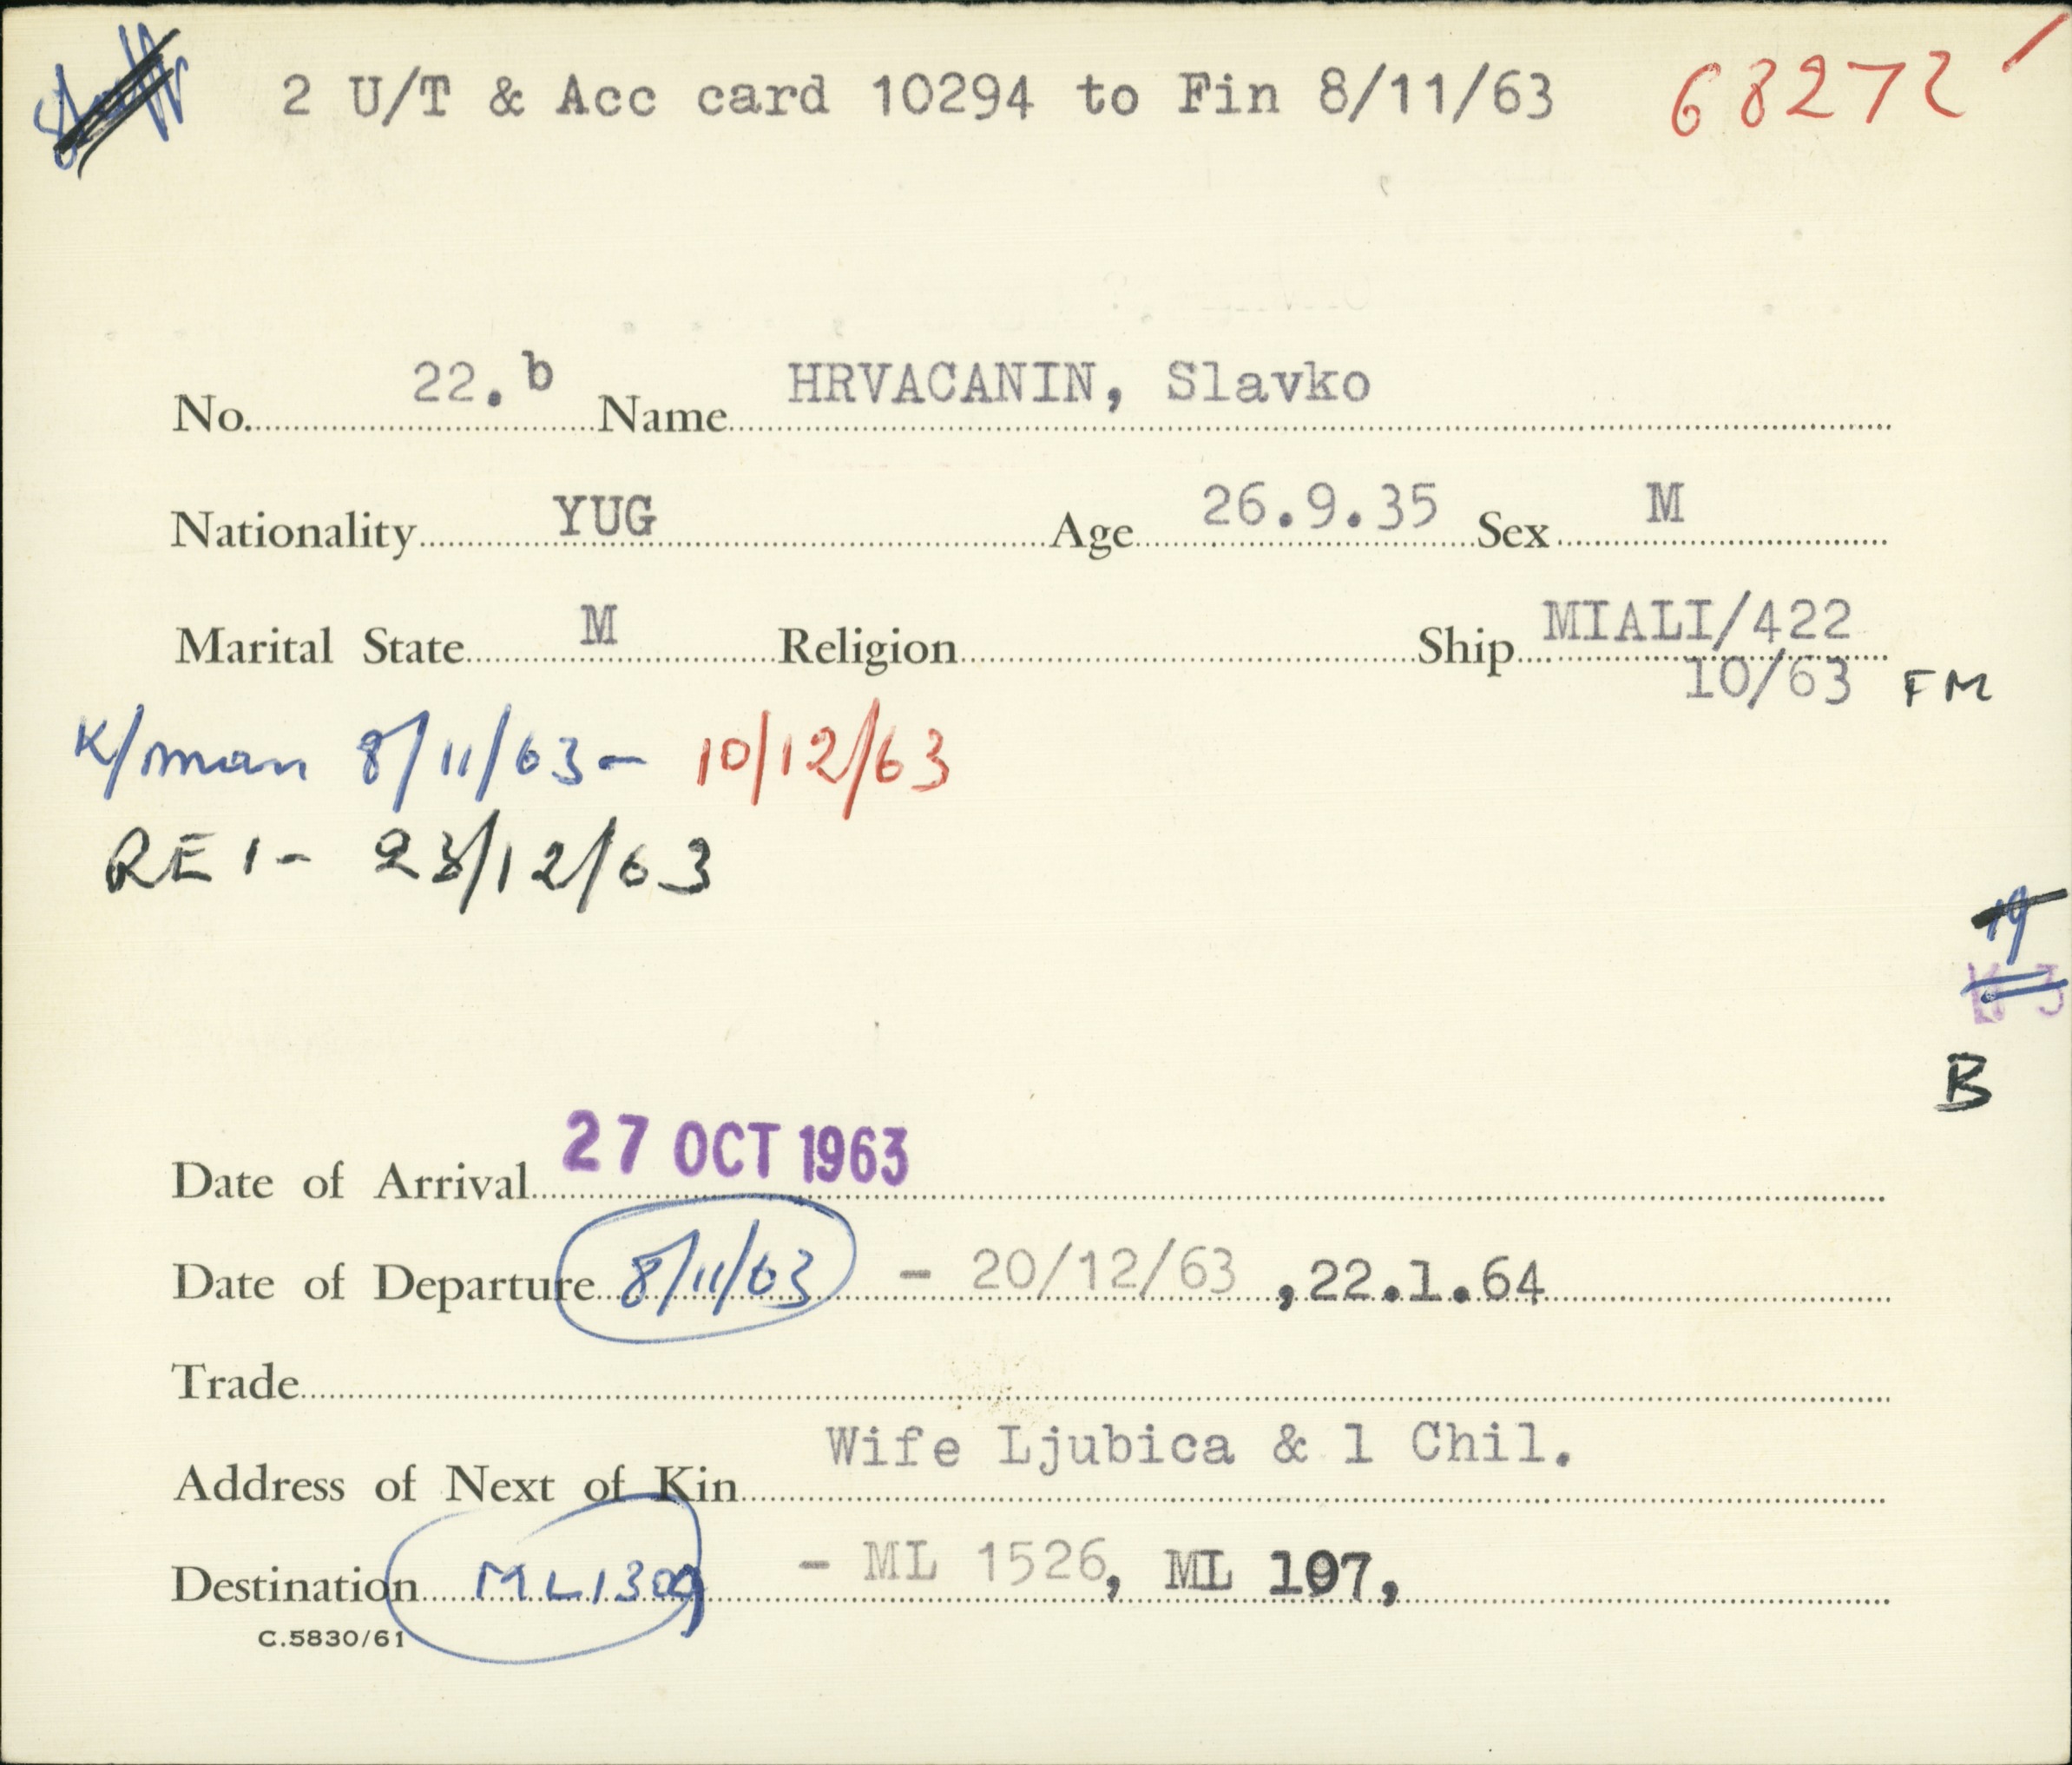 2 U/T & Acc card 10294 to Fin 8/11/63 68272
No. 22.b Name HRVACANIN, Slavko
Nationality YUG Age 26.9.35 Sex M
Marital State M Religion Ship MIALI/422
10/63 FM
K/man 8/11/63 - 10/12/63
RE 1 - 23/12/63
19
B
Date of Arrival 27 OCT 1963
Date of Departure 8/11/63 - 20/12/63 ,22.1.64
Trade
Address of Next of Kin Wife Ljubica & 1 Chil.
Destination ML1309 - ML 1526, ML 107,
C.5830/61